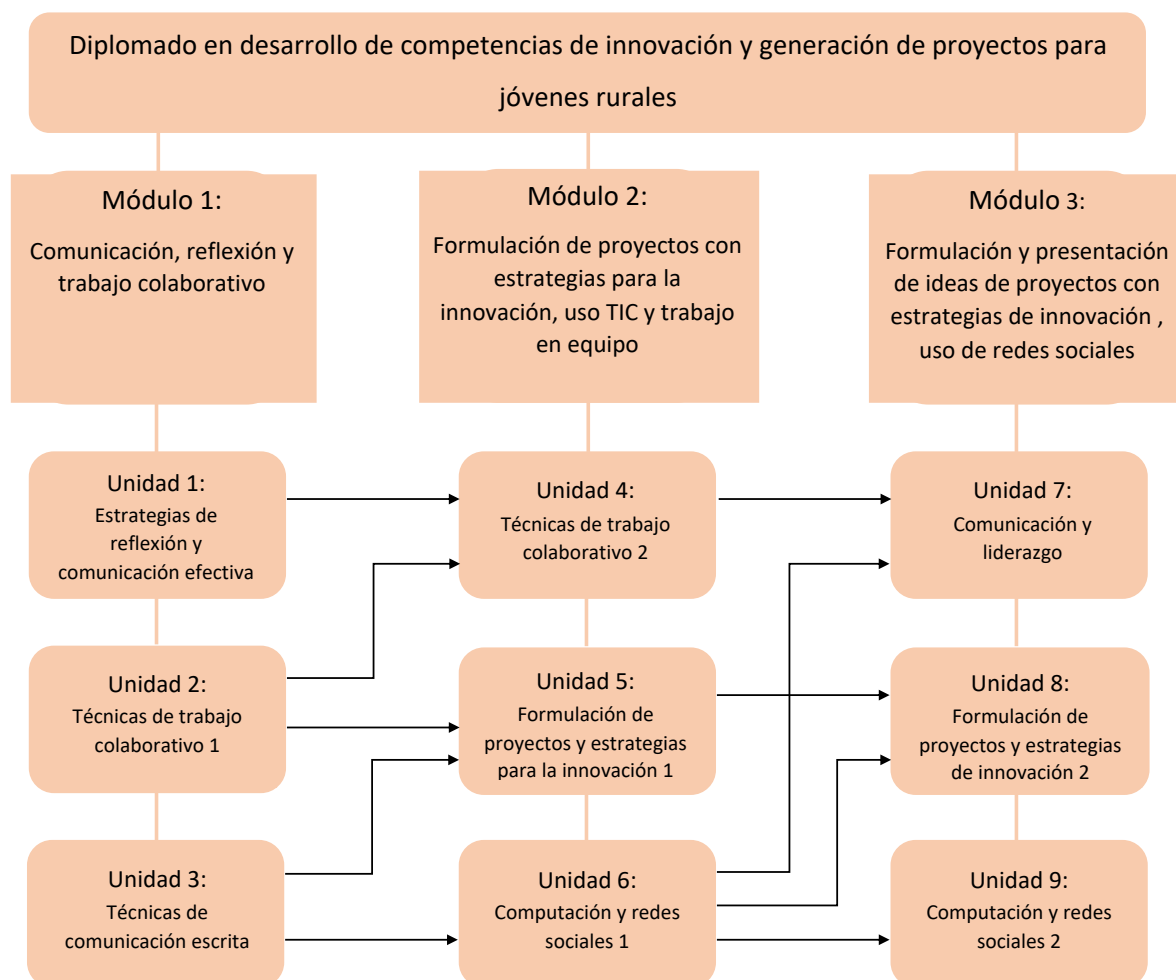 Diplomado en desarrollo de competencias de innovación y generación de proyectos para
jóvenes rurales
Módulo 1:
Comunicación, reflexión y
trabajo colaborativo
Módulo 2:
Formulación de proyectos con
estrategias para la
innovación, uso TIC y trabajo
en equipo
Módulo 3:
Formulación y presentación
de ideas de proyectos con
estrategias de innovación ,
uso de redes sociales
Unidad 1:
Estrategias de
reflexión y
comunicación efectiva
Unidad 4:
Técnicas de trabajo
colaborativo 2
Unidad 7:
Comunicación y
liderazgo
Unidad 2:
Técnicas de trabajo
colaborativo 1
Unidad 5:
Formulación de
proyectos y estrategias
para la innovación 1
Unidad 8:
Formulación de
proyectos y estrategias
de innovación 2
Unidad 3:
Técnicas de
comunicación escrita
Unidad 6:
Computación y redes
sociales 1
Unidad 9:
Computación y redes
sociales 2